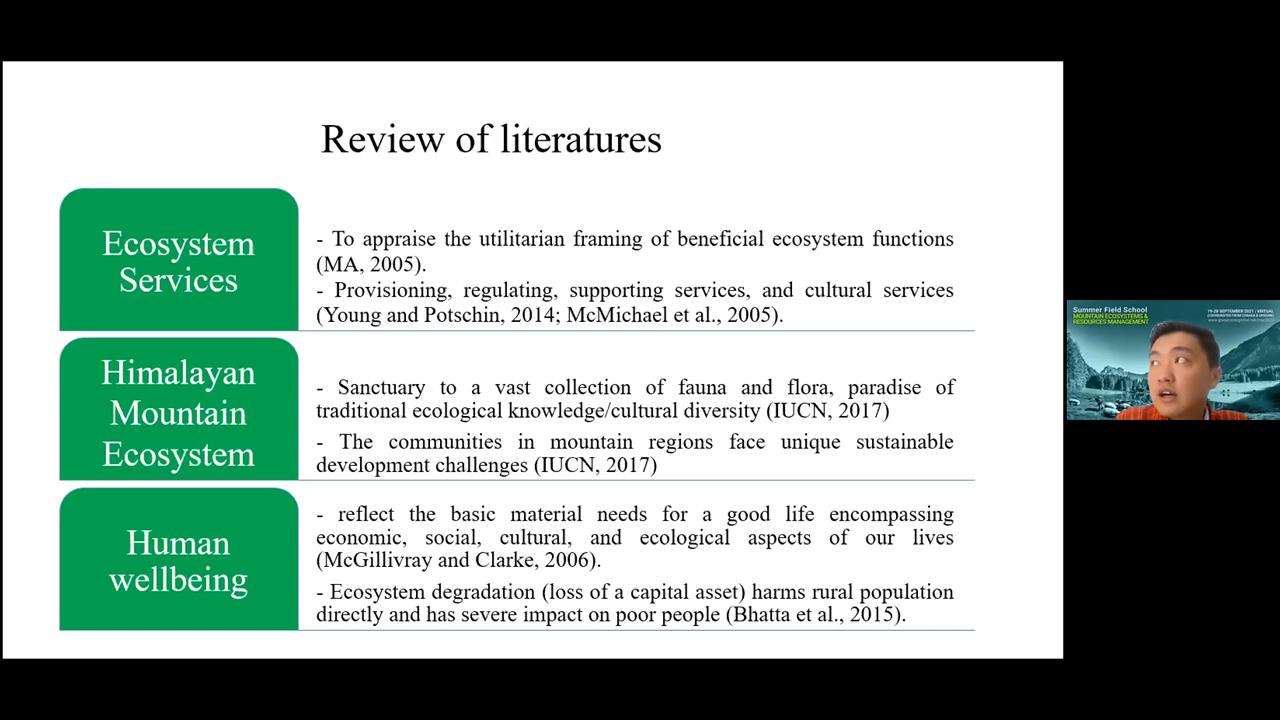 Review of literatures
Ecosystem
Services
- To appraise the utilitarian framing of beneficial ecosystem functions
(MA, 2005).
- Provisioning, regulating, supporting services, and cultural services
(Young and Potschin, 2014; McMichael et al., 2005).
Himalayan
Mountain
Ecosystem
- Sanctuary to a vast collection of fauna and flora, paradise of
traditional ecological knowledge/cultural diversity (IUCN, 2017)
- The communities in mountain regions face unique sustainable
development challenges (IUCN, 2017)
Human
wellbeing
- reflect the basic material needs for a good life encompassing
economic, social, cultural, and ecological aspects of our lives
(McGillivray and Clarke, 2006).
- Ecosystem degradation (loss of a capital asset) harms rural population
directly and has severe impact on poor people (Bhatta et al., 2015).
Summer Field School
MOUNTAIN ECOSYSTEMS &
RESOURCES MANAGEMENT
19-28 SEPTEMBER 2021 | VIRTUAL